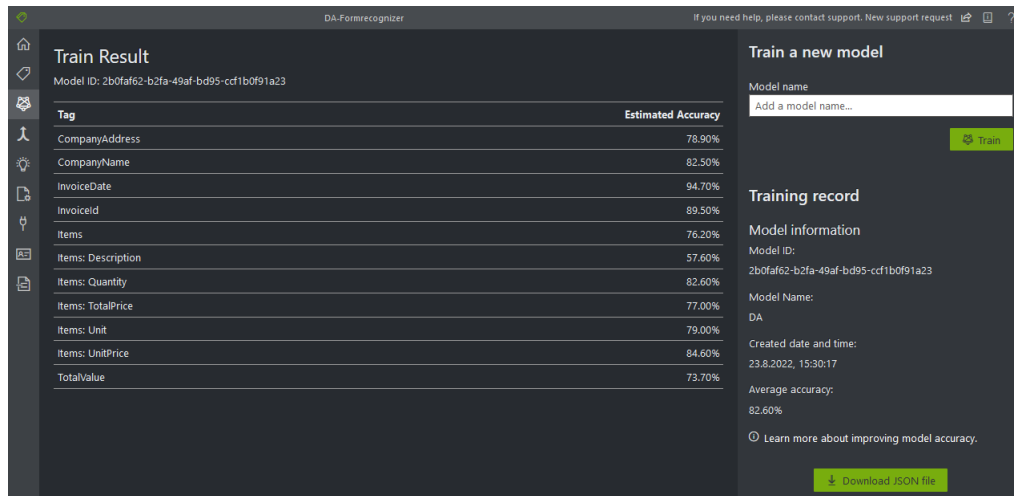 DA-Formrecognizer
If you need help, please contact support. New support request
Train Result
Model ID: 2b0faf62-b2fa-49af-bd95-ccf1b0f91a23
Tag Estimated Accuracy
CompanyAddress 78.90%
CompanyName 82.50%
InvoiceDate 94.70%
InvoiceId 89.50%
Items 76.20%
Items: Description 57.60%
Items: Quantity 82.60%
Items: TotalPrice 77.00%
Items: Unit 79.00%
Items: UnitPrice 84.60%
TotalValue 73.70%
Train a new model
Model name
Add a model name...
Train
Training record
Model information
Model ID:
2b0faf62-b2fa-49af-bd95-ccf1b0f91a23
Model Name:
DA
Created date and time:
23.8.2022, 15:30:17
Average accuracy:
82.60%
Learn more about improving model accuracy.
Download JSON file